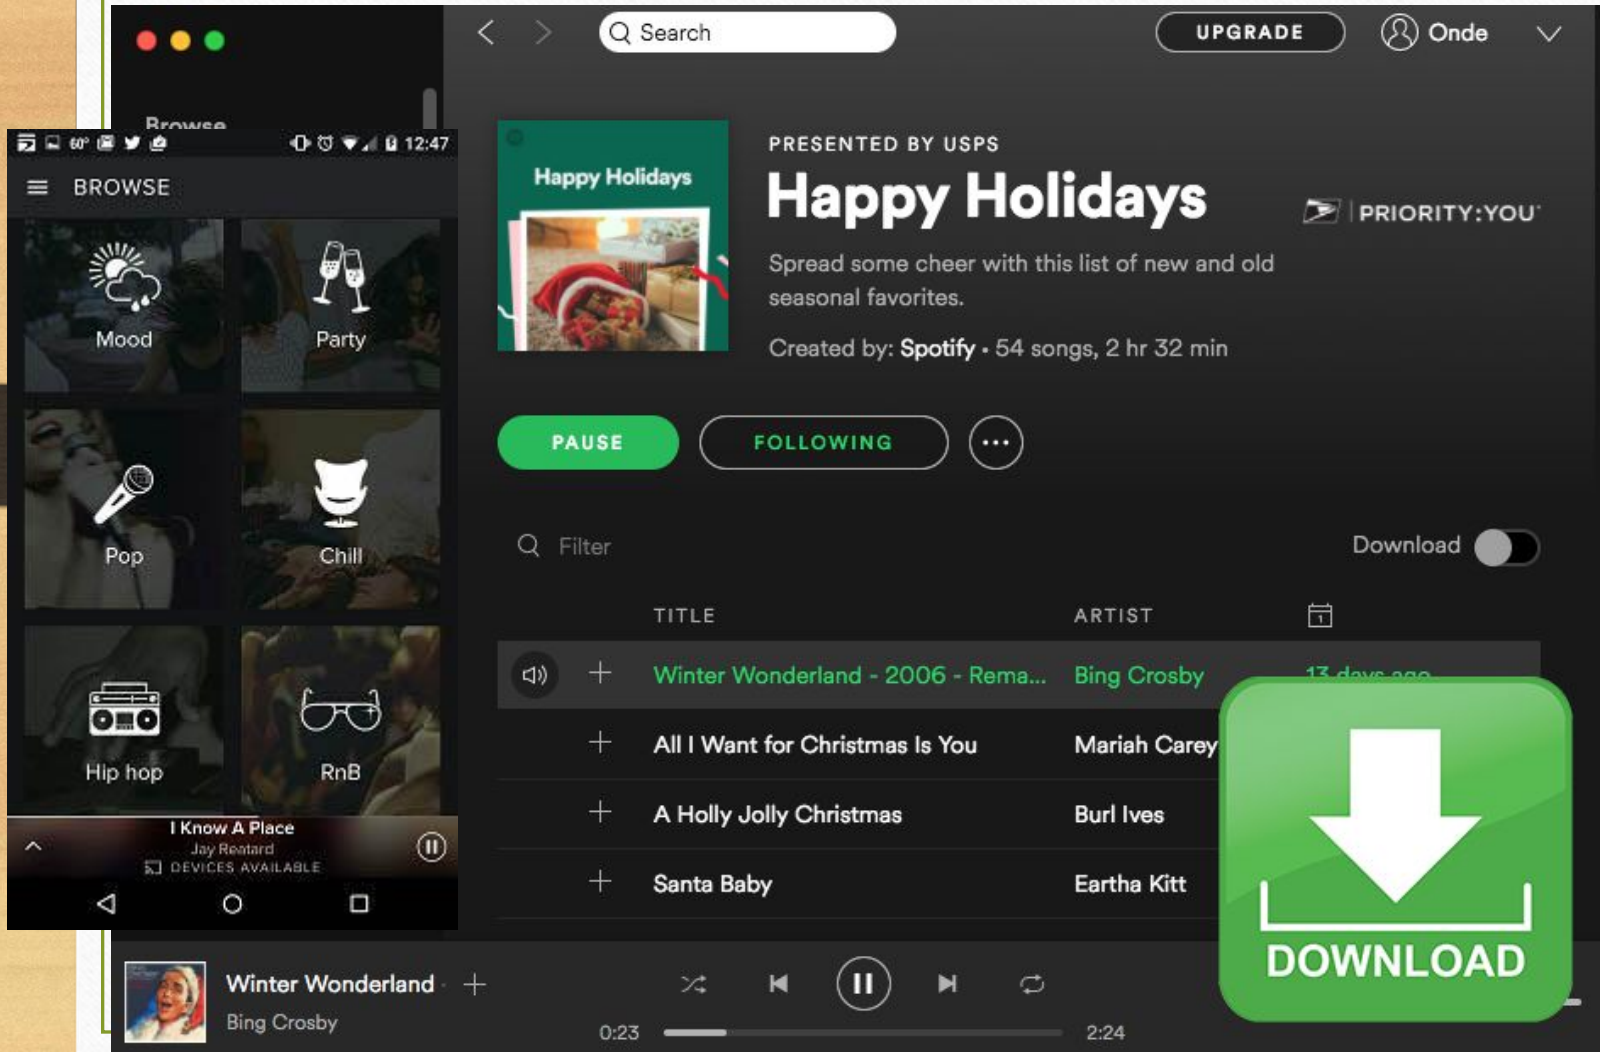 Search
UPGRADE
Onde
Browse
60°
12:47
BROWSE
Mood
Party
Pop
Chill
Hip hop
RnB
I Know A Place
Jay Reatard
DEVICES AVAILABLE
Happy Holidays
PRESENTED BY USPS
Happy Holidays
PRIORITY:YOU
Spread some cheer with this list of new and old
seasonal favorites.
Created by: Spotify • 54 songs, 2 hr 32 min
PAUSE
FOLLOWING
Filter
Download
TITLE ARTIST
Winter Wonderland - 2006 - Rema... Bing Crosby 13 days ago
All I Want for Christmas Is You Mariah Carey
A Holly Jolly Christmas Burl Ives
Santa Baby Eartha Kitt
DOWNLOAD
Winter Wonderland
Bing Crosby
0:23
2:24